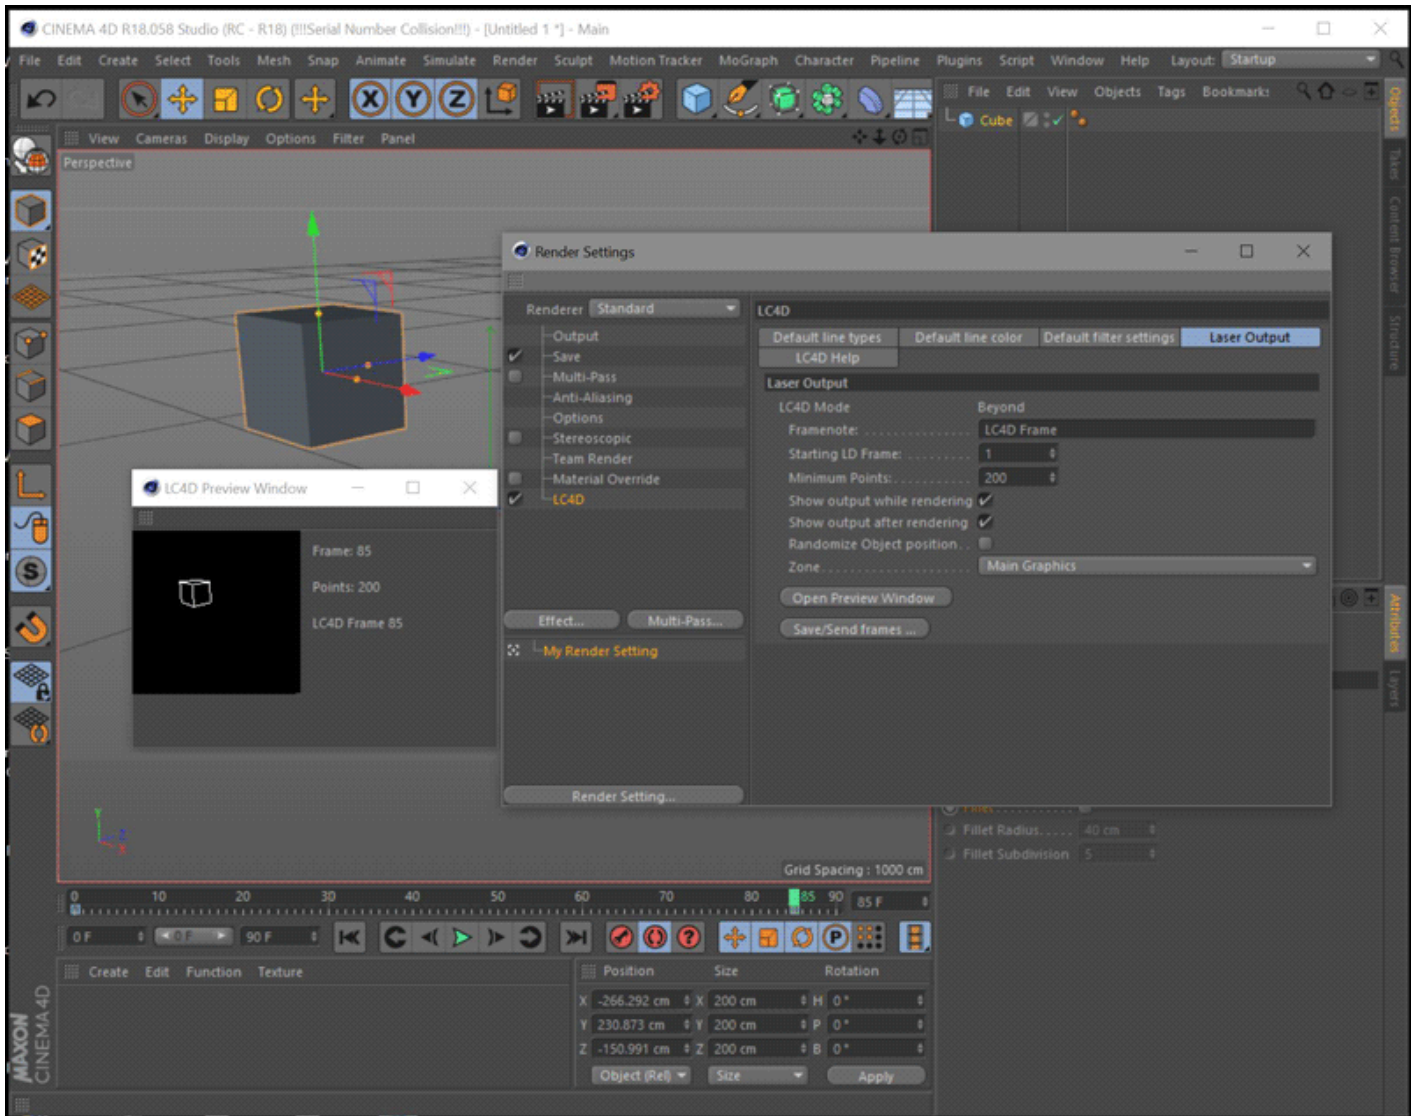 CINEMA 4D R18.058 Studio (RC - R18) (!!!Serial Number Collision!!!) - [Untitled 1 *] - Main
File Edit Create Select Tools Mesh Snap Animate Simulate Render Sculpt Motion Tracker MoGraph Character Pipeline Plugins Script Window Help Layout: Startup
X Y Z
File Edit View Objects Tags Bookmark:
Cube
Objects
Takes
Content Browser
Structure
View Cameras Display Options Filter Panel
Perspective
Render Settings
Renderer Standard
Output
Save
Multi-Pass
Anti-Aliasing
Options
Stereoscopic
Team Render
Material Override
LC4D
Effect... Multi-Pass...
My Render Setting
Render Setting...
LC4D
Default line types Default line color Default filter settings Laser Output
LC4D Help
Laser Output
LC4D Mode Beyond
Framenote: LC4D Frame
Starting LD Frame: 1
Minimum Points: 200
Show output while rendering
Show output after rendering
Randomize Object position
Zone Main Graphics
Open Preview Window
Save/Send frames ...
LC4D Preview Window
Frame: 85
Points: 200
LC4D Frame 85
Attributes
Layers
Fillet
Fillet Radius 40 cm
Fillet Subdivision 5
Y
Z
X
Grid Spacing : 1000 cm
0 10 20 30 40 50 60 70 80 85 90 85 F
0 F 0 F 90 F
Create Edit Function Texture
Position Size Rotation
X -266.292 cm X 200 cm H 0 °
Y 230.873 cm Y 200 cm P 0 °
Z -150.991 cm Z 200 cm B 0 °
Object (Rel) Size Apply
MAXON
CINEMA 4D